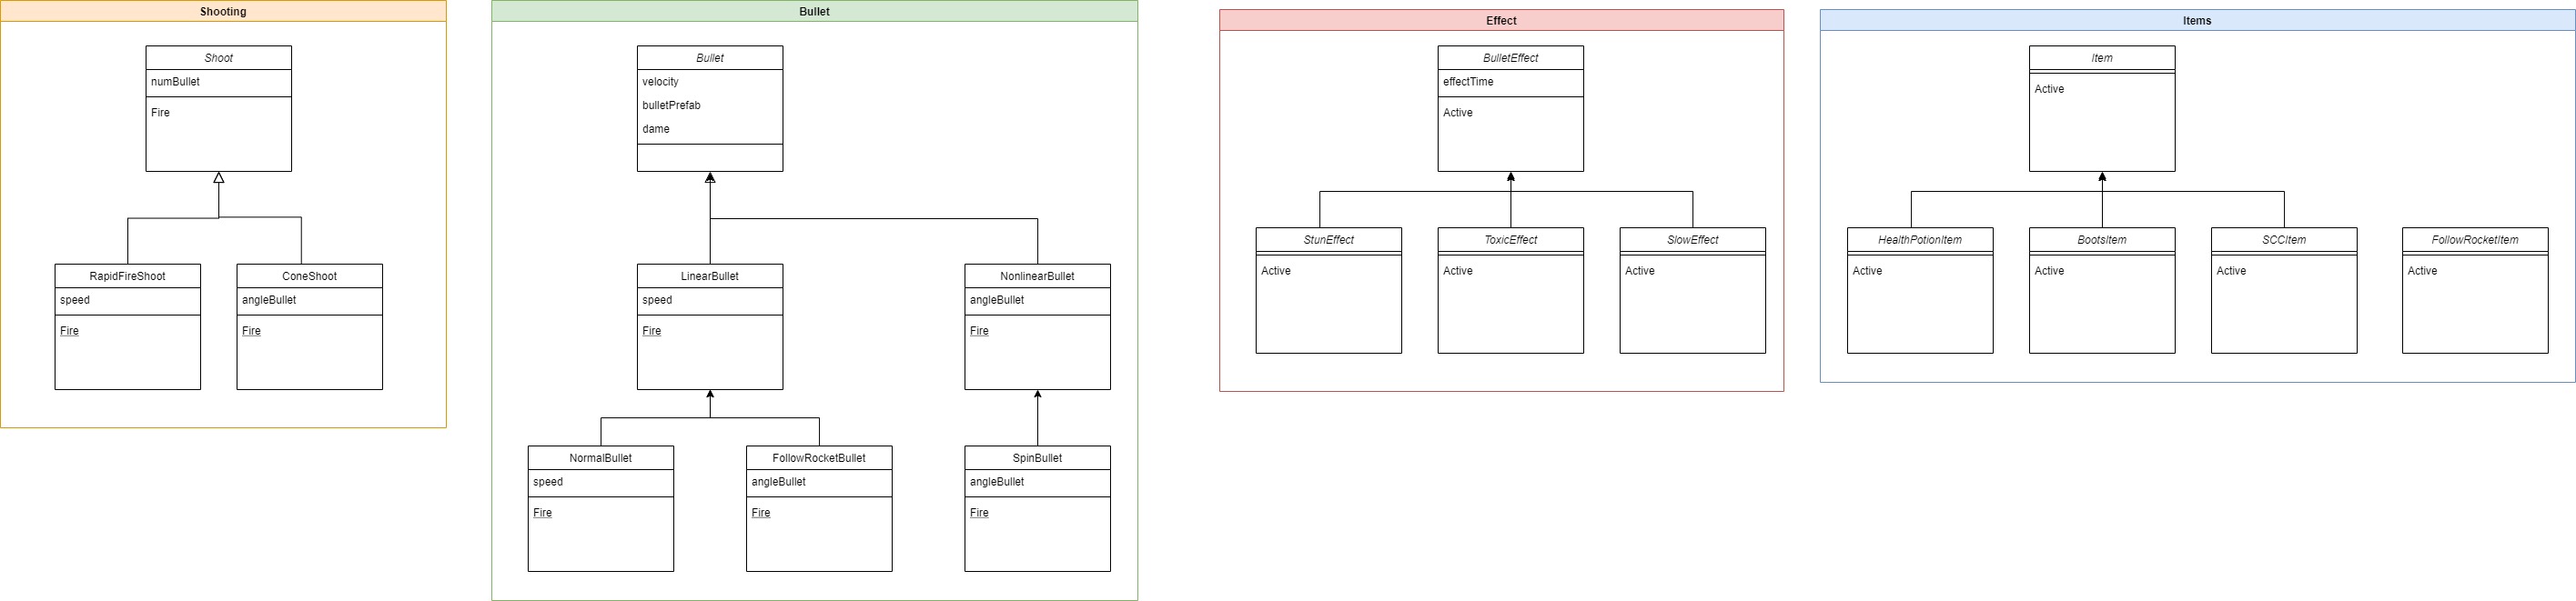 Shooting
Shoot
numBullet
Fire
RapidFireShoot
speed
Fire
ConeShoot
angleBullet
Fire
Bullet
Bullet
velocity
bulletPrefab
dame
LinearBullet
speed
Fire
NonlinearBullet
angleBullet
Fire
NormalBullet
speed
Fire
FollowRocketBullet
angleBullet
Fire
SpinBullet
angleBullet
Fire
Effect
BulletEffect
effectTime
Active
StunEffect
Active
ToxicEffect
Active
SlowEffect
Active
Items
Item
Active
HealthPotionItem
Active
BootsItem
Active
SCCItem
Active
FollowRocketItem
Active